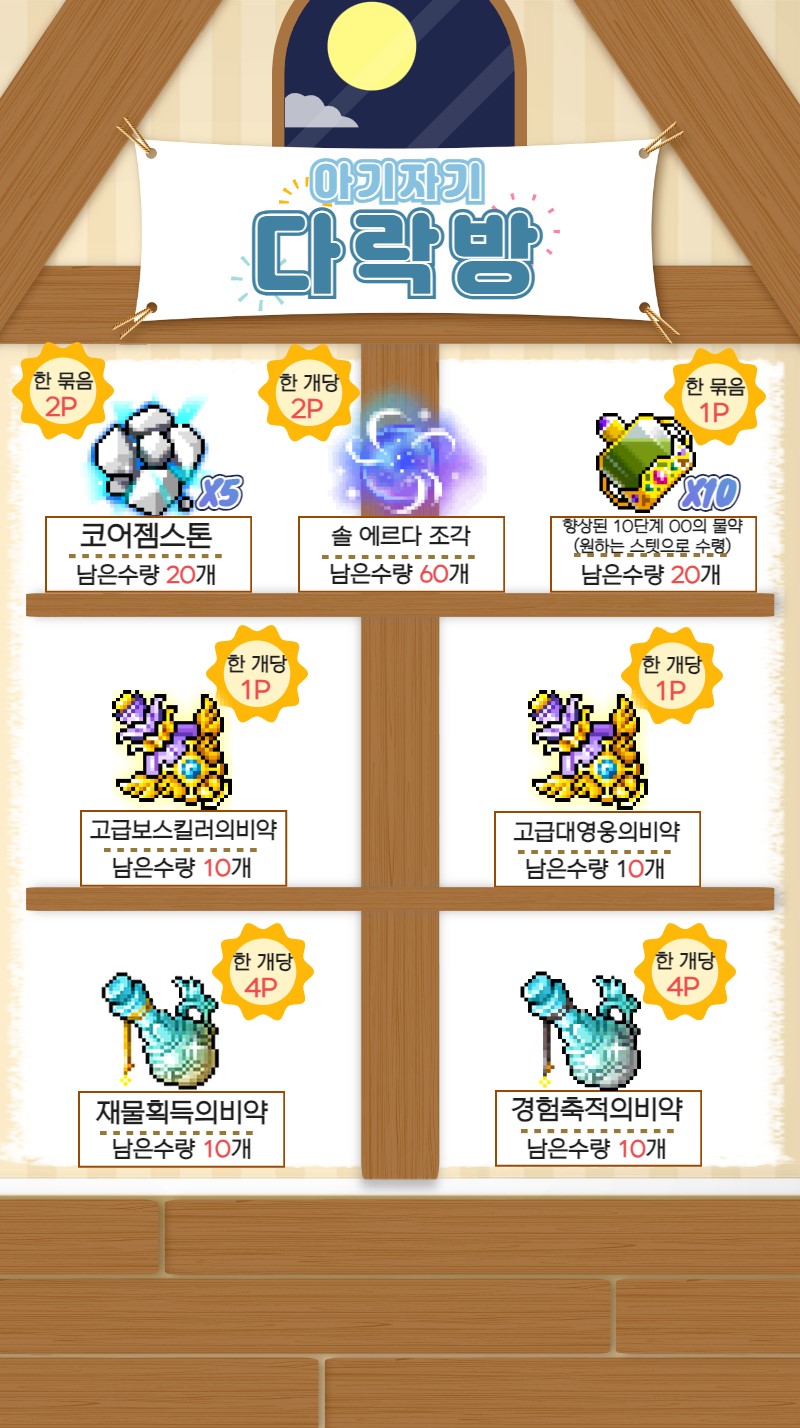 아기자기
다락방
한 묶음
2P
한 개당
2P
한 묶음
1P
X5
X10
코어젬스톤
남은수량 20개
솔 에르다 조각
남은수량 60개
향상된 10단계 00의 물약
(원하는 스텟으로 수령)
남은수량 20개
한 개당
1P
한 개당
1P
고급보스킬러의비약
남은수량 10개
고급대영웅의비약
남은수량 10개
한 개당
4P
한 개당
4P
재물획득의비약
남은수량 10개
경험축적의비약
남은수량 10개